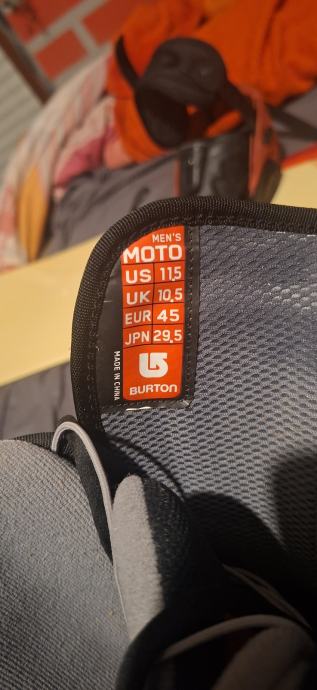 MEN'S
MOTO
US 11.5
UK 10.5
EUR 45
JPN 29.5
BURTON
MADE IN CHINA